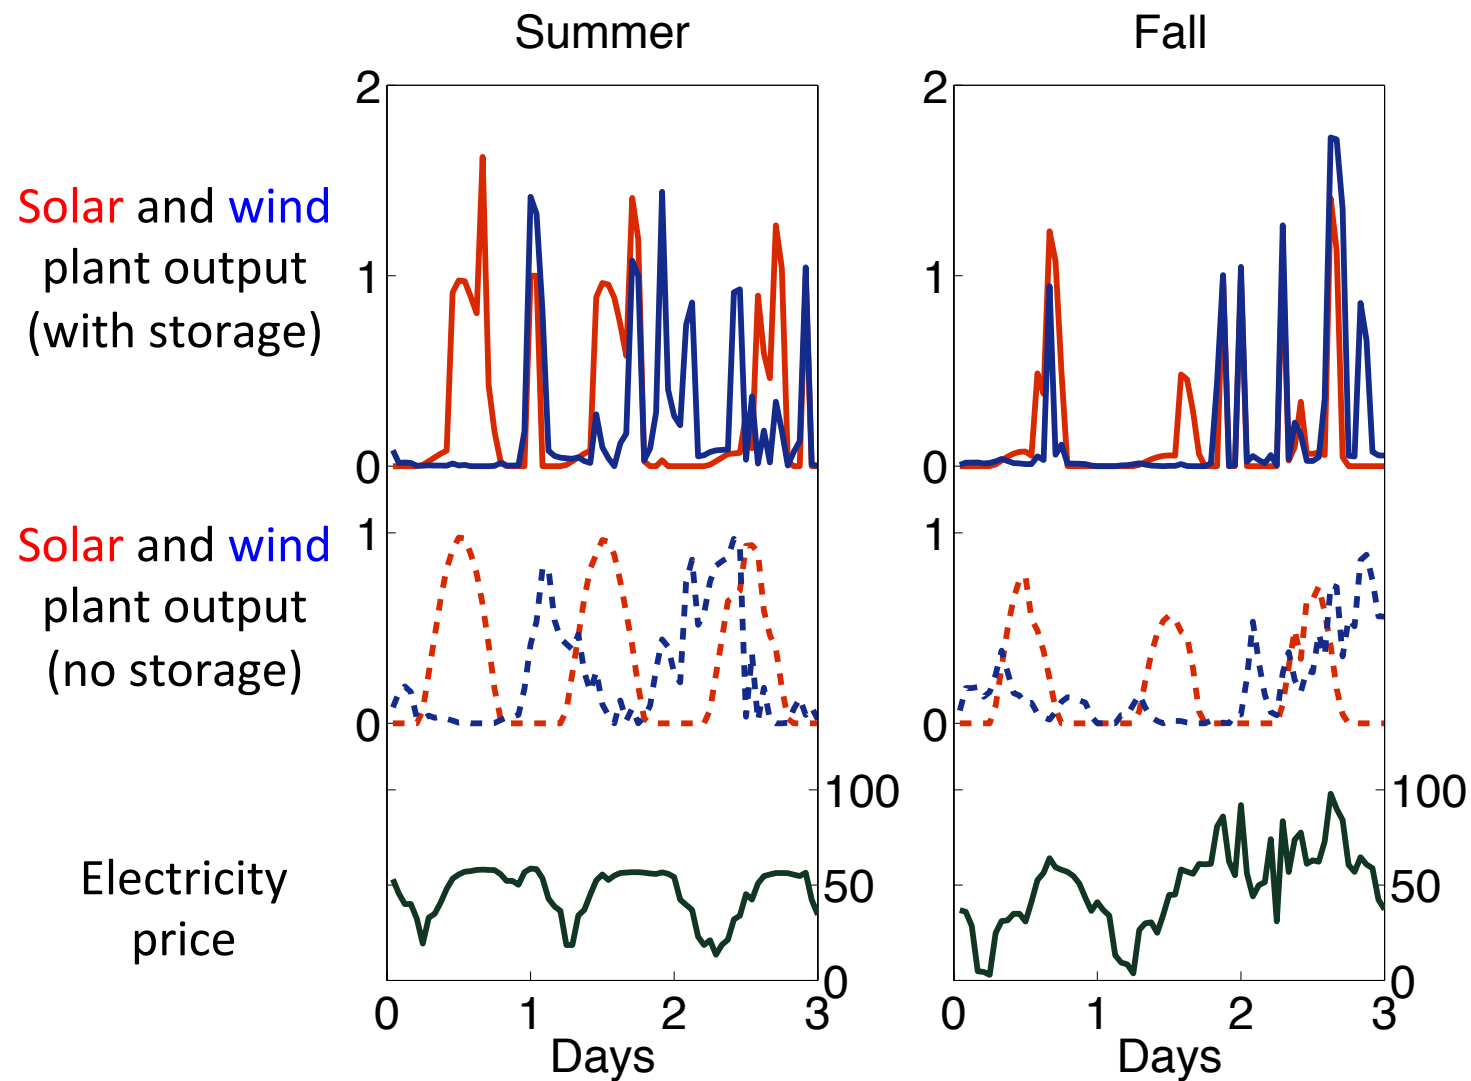 Summer
Fall
2
1
0
2
1
0
Solar and wind
plant output
(with storage)
1
0
1
0
Solar and wind
plant output
(no storage)
100
50
0
100
50
0
Electricity
price
0 1 2 3
0 1 2 3
Days
Days